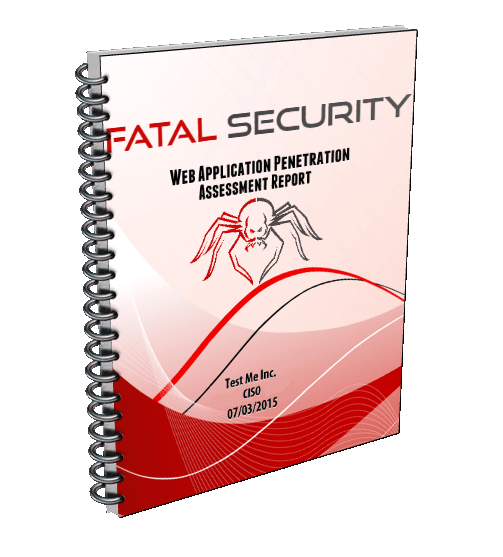 FATAL SECURITY
WEB APPLICATION PENETRATION
ASSESSMENT REPORT
Test Me Inc.
CISO
07/03/2015